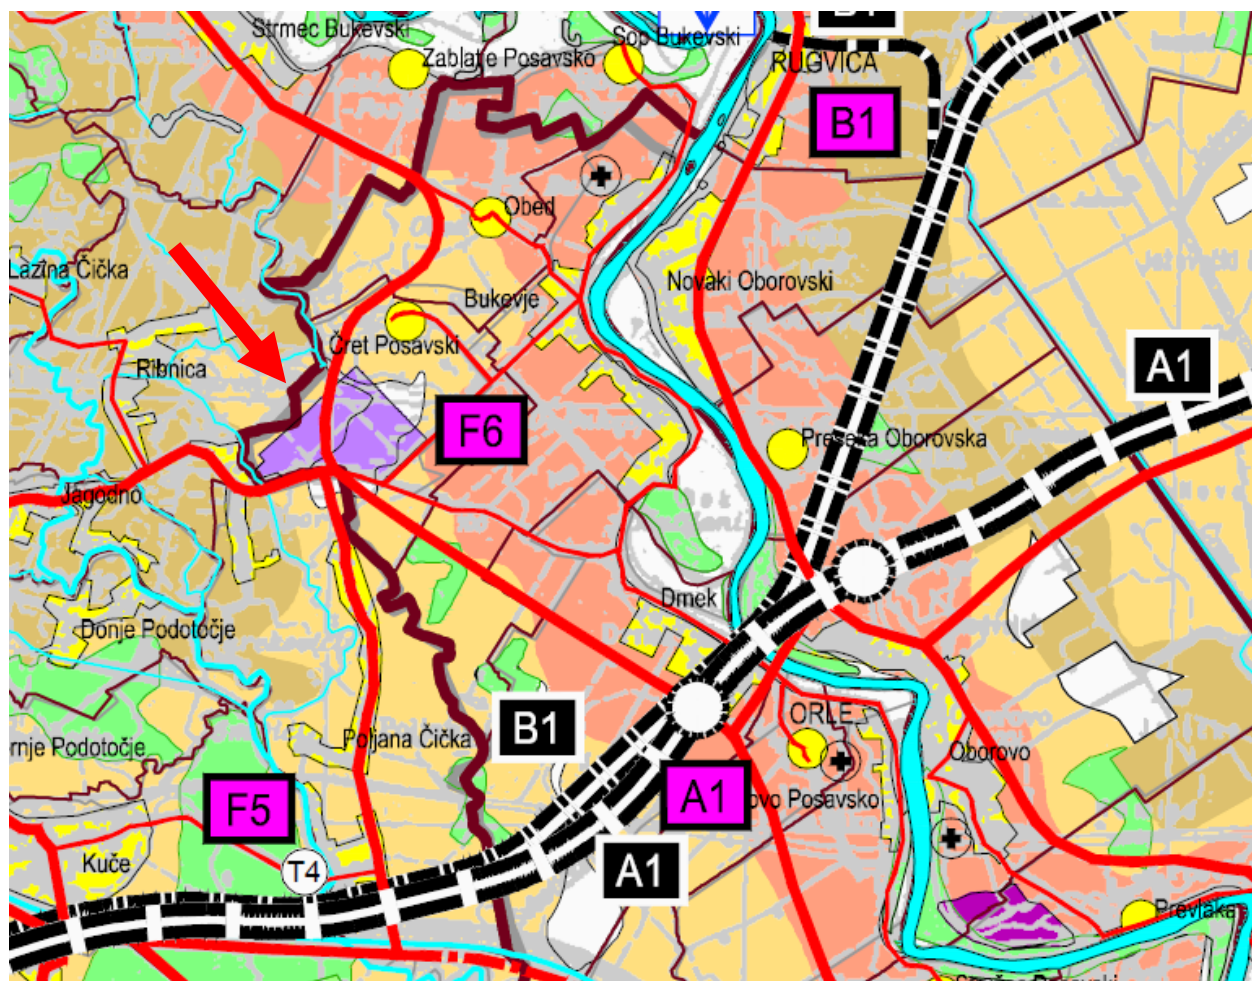 Strmec Bukevski
Zablatje Posavsko
Sop Bukevski
RUGVICA
B1
Obed
Lazina Čička
Novaki Oborovski
Bukevje
Čret Posavski
Ribnica
A1
F6
Preseka Oborovska
Jagodno
Drnek
Donje Podotočje
B1
ORLE
Poljana Čička
Oborovo
rnje Podotočje
A1
F5
ovo Posavsko
Kuče
T4
A1
Prevlaka